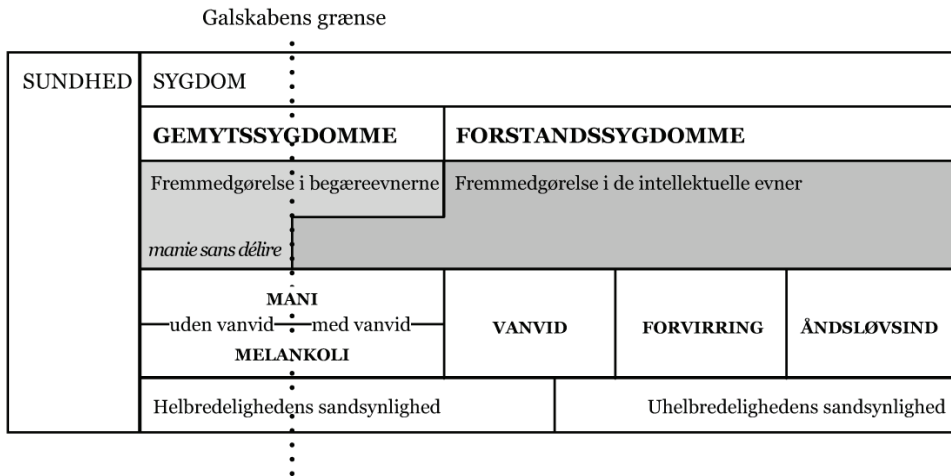 Galskabens grænse
SUNDHED
SYGDOM
GEMYTSSYGDOMME
FORSTANDSSYGDOMME
Fremmedgørelse i begæreevnerne
Fremmedgørelse i de intellektuelle evner
manie sans délire
MANI
uden vanvid
med vanvid
MELANKOLI
VANVID
FORVIRRING
ÅNDSLØVSIND
Helbredelighedens sandsynlighed
Uhelbredelighedens sandsynlighed